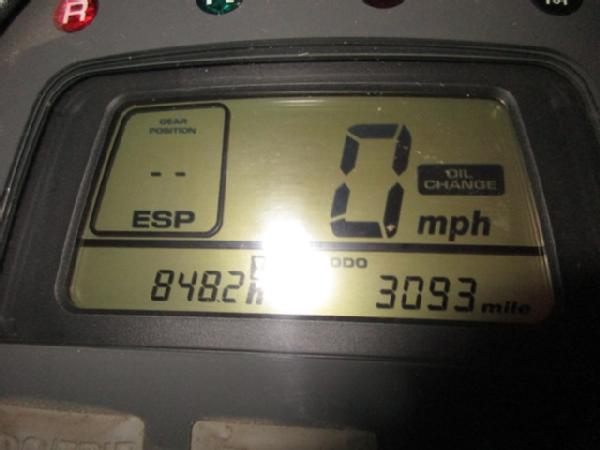 R
GEAR
POSITION
--
ESP
0 mph
OIL
CHANGE
ODO
848.2h
3093 mile